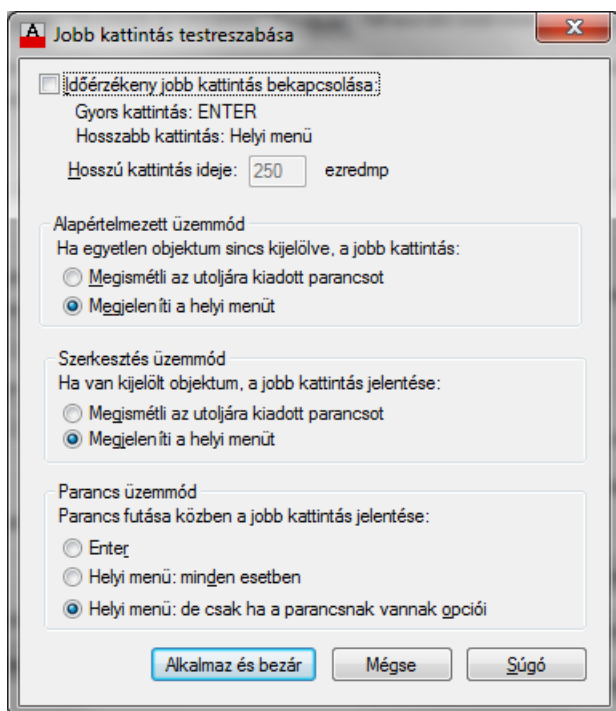 Jobb kattintás testreszabása
Időérzékeny jobb kattintás bekapcsolása:
Gyors kattintás: ENTER
Hosszabb kattintás: Helyi menü
Hosszú kattintás ideje: 250 ezredmp
Alapértelmezett üzemmód
Ha egyetlen objektum sincs kijelölve, a jobb kattintás:
Megismétli az utoljára kiadott parancsot
Megjeleníti a helyi menüt
Szerkesztés üzemmód
Ha van kijelölt objektum, a jobb kattintás jelentése:
Megismétli az utoljára kiadott parancsot
Megjeleníti a helyi menüt
Parancs üzemmód
Parancs futása közben a jobb kattintás jelentése:
Enter
Helyi menü: minden esetben
Helyi menü: de csak ha a parancsnak vannak opciói
Alkalmaz és bezár Mégse Súgó